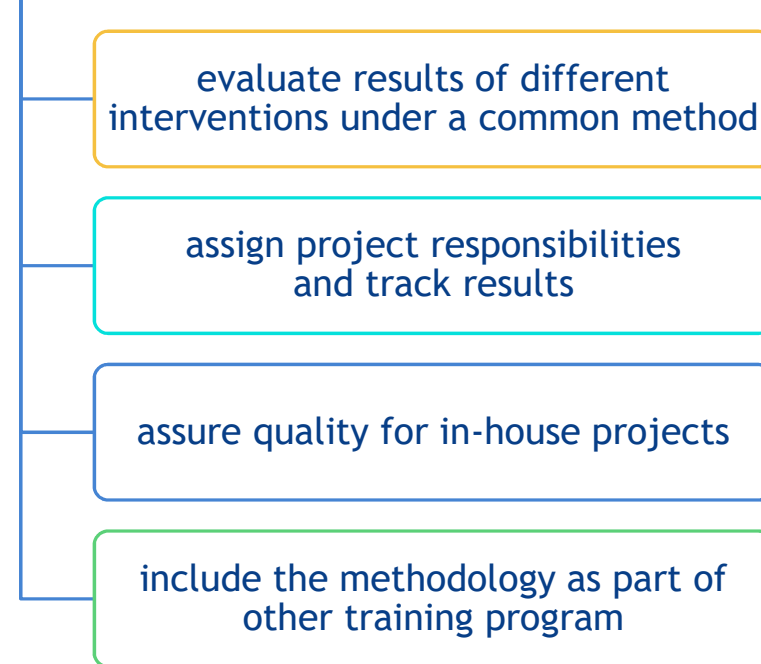 evaluate results of different
interventions under a common method
assign project responsibilities
and track results
assure quality for in-house projects
include the methodology as part of
other training program